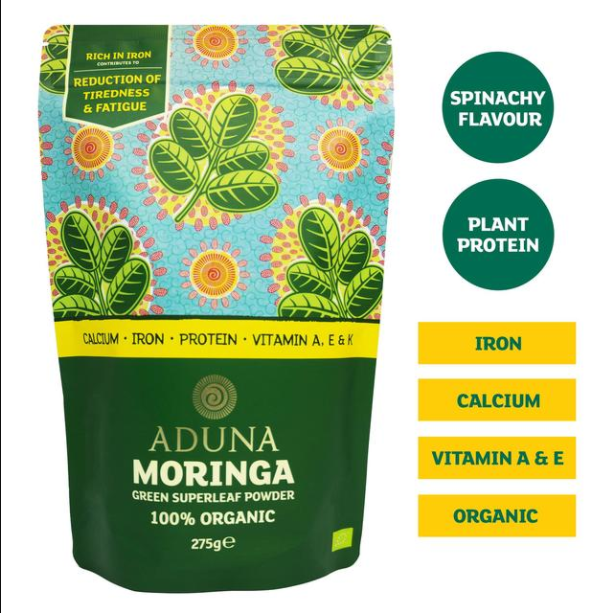 RICH IN IRON
CONTRIBUTES TO
REDUCTION OF
TIREDNESS
& FATIGUE
CALCIUM · IRON · PROTEIN · VITAMIN A, E & K
ADUNA
MORINGA
GREEN SUPERLEAF POWDER
100% ORGANIC
275g℮
SPINACHY
FLAVOUR
PLANT
PROTEIN
IRON
CALCIUM
VITAMIN A & E
ORGANIC